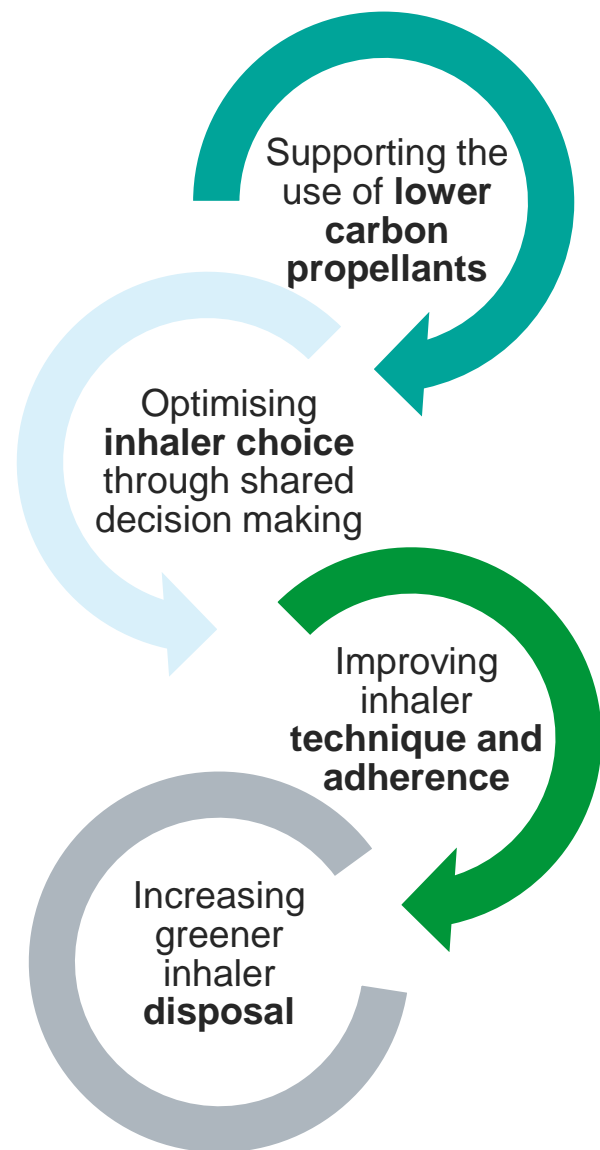 Supporting the
use of lower
carbon
propellants
Optimising
inhaler choice
through shared
decision making
Improving
inhaler
technique and
adherence
Increasing
greener
inhaler
disposal